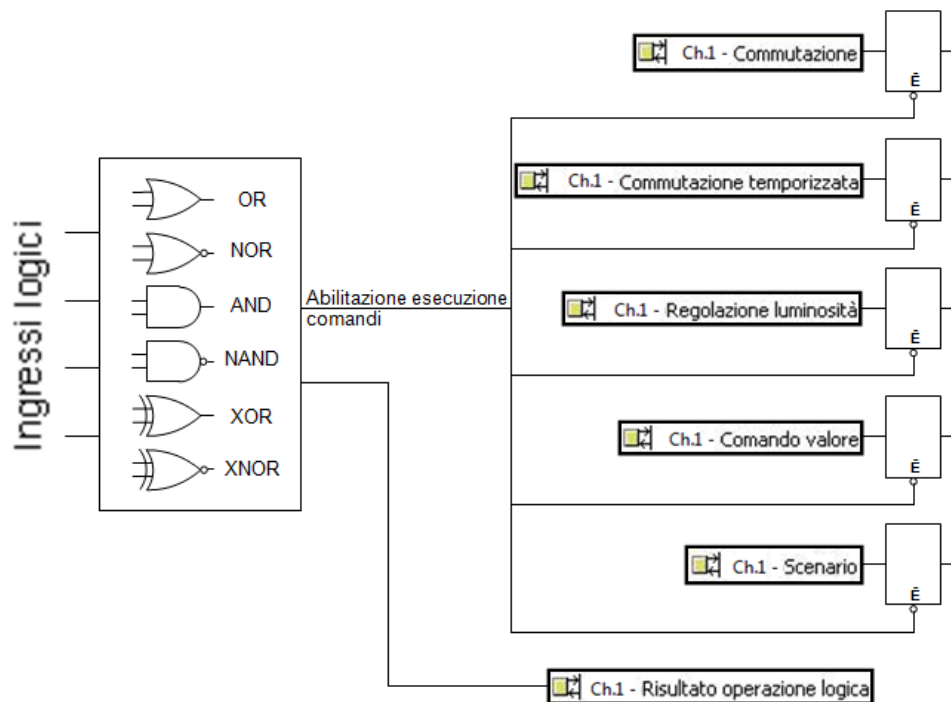 Ch.1 - Commutazione
Ē
Ch.1 - Commutazione temporizzata
Ē
Ingressi logici
OR
NOR
AND
NAND
XOR
XNOR
Abilitazione esecuzione
comandi
Ch.1 - Regolazione luminosità
Ē
Ch.1 - Comando valore
Ē
Ch.1 - Scenario
Ē
Ch.1 - Risultato operazione logica